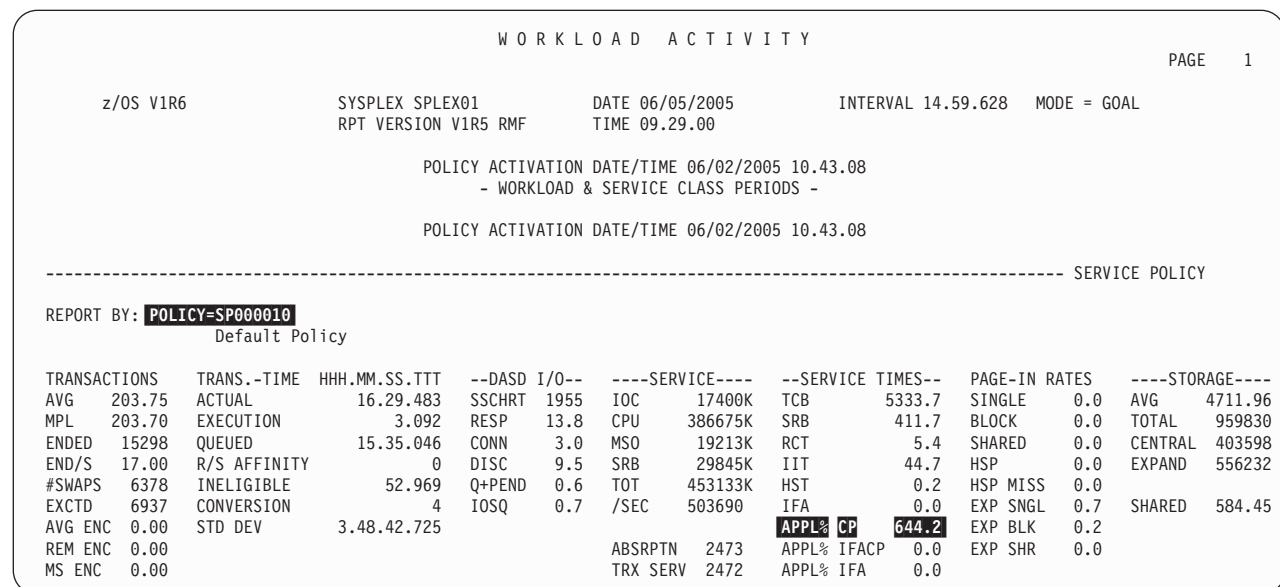 W O R K L O A D   A C T I V I T Y
PAGE 1
z/OS V1R6 SYSPLEX SPLEX01 DATE 06/05/2005 INTERVAL 14.59.628 MODE = GOAL
RPT VERSION V1R5 RMF TIME 09.29.00
POLICY ACTIVATION DATE/TIME 06/02/2005 10.43.08
- WORKLOAD & SERVICE CLASS PERIODS -
POLICY ACTIVATION DATE/TIME 06/02/2005 10.43.08
---------------------------------------------------------------------------------------------------------- SERVICE POLICY
REPORT BY: POLICY=SP000010
Default Policy
TRANSACTIONS TRANS.-TIME HHH.MM.SS.TTT --DASD I/O-- ----SERVICE---- --SERVICE TIMES-- PAGE-IN RATES ----STORAGE----
AVG 203.75 ACTUAL 16.29.483 SSCHRT 1955 IOC 17400K TCB 5333.7 SINGLE 0.0 AVG 4711.96
MPL 203.70 EXECUTION 3.092 RESP 13.8 CPU 386675K SRB 411.7 BLOCK 0.0 TOTAL 959830
ENDED 15298 QUEUED 15.35.046 CONN 3.0 MSO 19213K RCT 5.4 SHARED 0.0 CENTRAL 403598
END/S 17.00 R/S AFFINITY 0 DISC 9.5 SRB 29845K IIT 44.7 HSP 0.0 EXPAND 556232
#SWAPS 6378 INELIGIBLE 52.969 Q+PEND 0.6 TOT 453133K HST 0.2 HSP MISS 0.0
EXCTD 6937 CONVERSION 4 IOSQ 0.7 /SEC 503690 IFA 0.0 EXP SNGL 0.7 SHARED 584.45
AVG ENC 0.00 STD DEV 3.48.42.725 APPL% CP 644.2 EXP BLK 0.2
REM ENC 0.00 ABSRPTN 2473 APPL% IFACP 0.0 EXP SHR 0.0
MS ENC 0.00 TRX SERV 2472 APPL% IFA 0.0